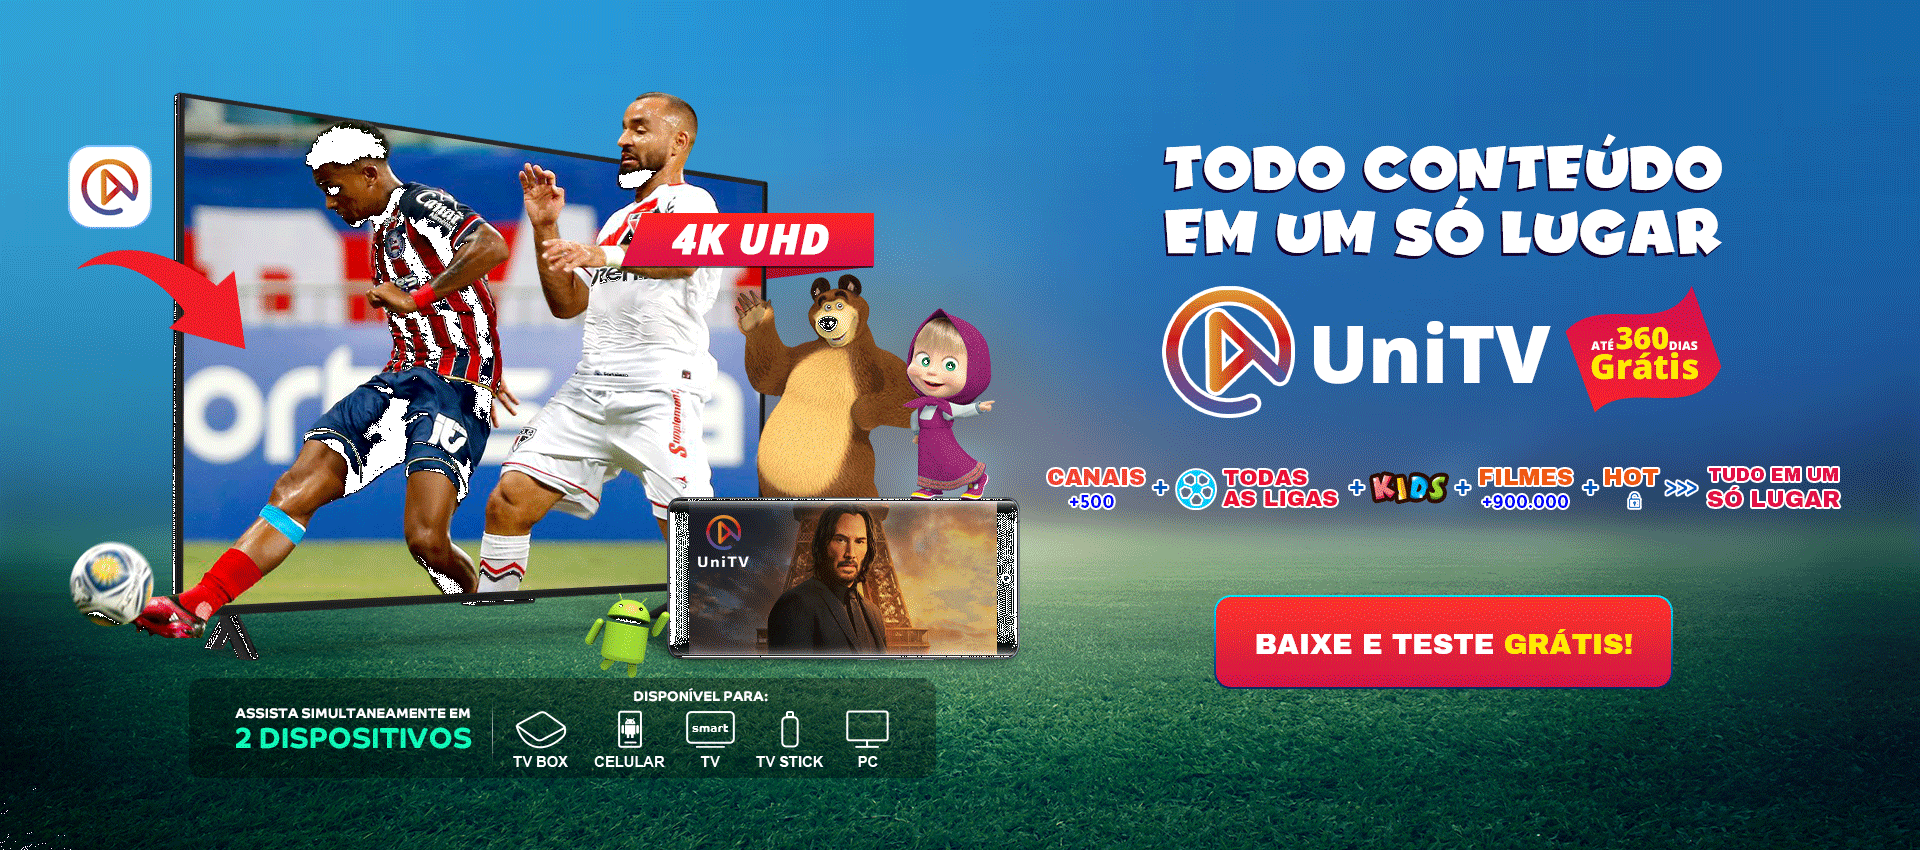 TODO CONTEÚDO
EM UM SÓ LUGAR
UniTV
ATÉ 360 DIAS
Grátis
CANAIS
+500
+
TODAS
AS LIGAS
+
KIDS
+
FILMES
+900.000
+
HOT
>>>
TUDO EM UM
SÓ LUGAR
BAIXE E TESTE GRÁTIS!
4K UHD
10
Supplement
UniTV
ASSISTA SIMULTANEAMENTE EM
2 DISPOSITIVOS
DISPONÍVEL PARA:
TV BOX
CELULAR
smart
TV
TV STICK
PC